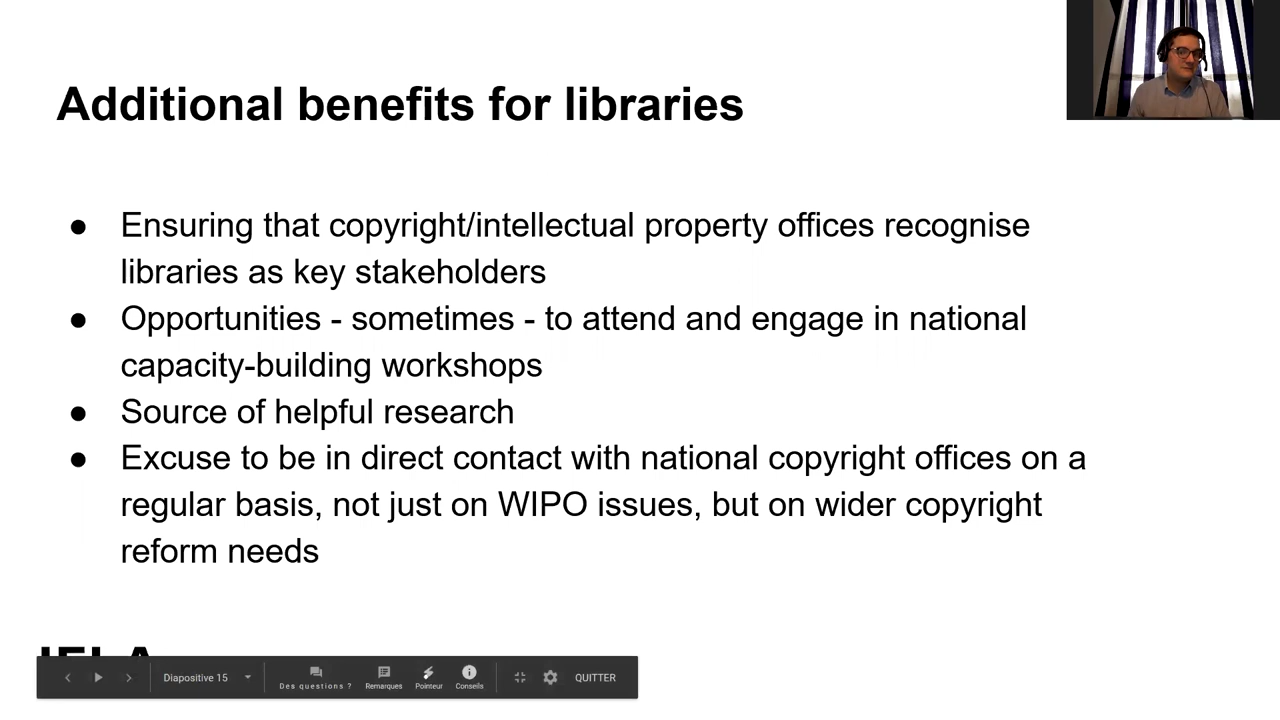 Additional benefits for libraries
● Ensuring that copyright/intellectual property offices recognise
libraries as key stakeholders
● Opportunities - sometimes - to attend and engage in national
capacity-building workshops
● Source of helpful research
● Excuse to be in direct contact with national copyright offices on a
regular basis, not just on WIPO issues, but on wider copyright
reform needs
IFLA
Diapositive 15
Des questions ?
Remarques
Pointeur
Conseils
QUITTER